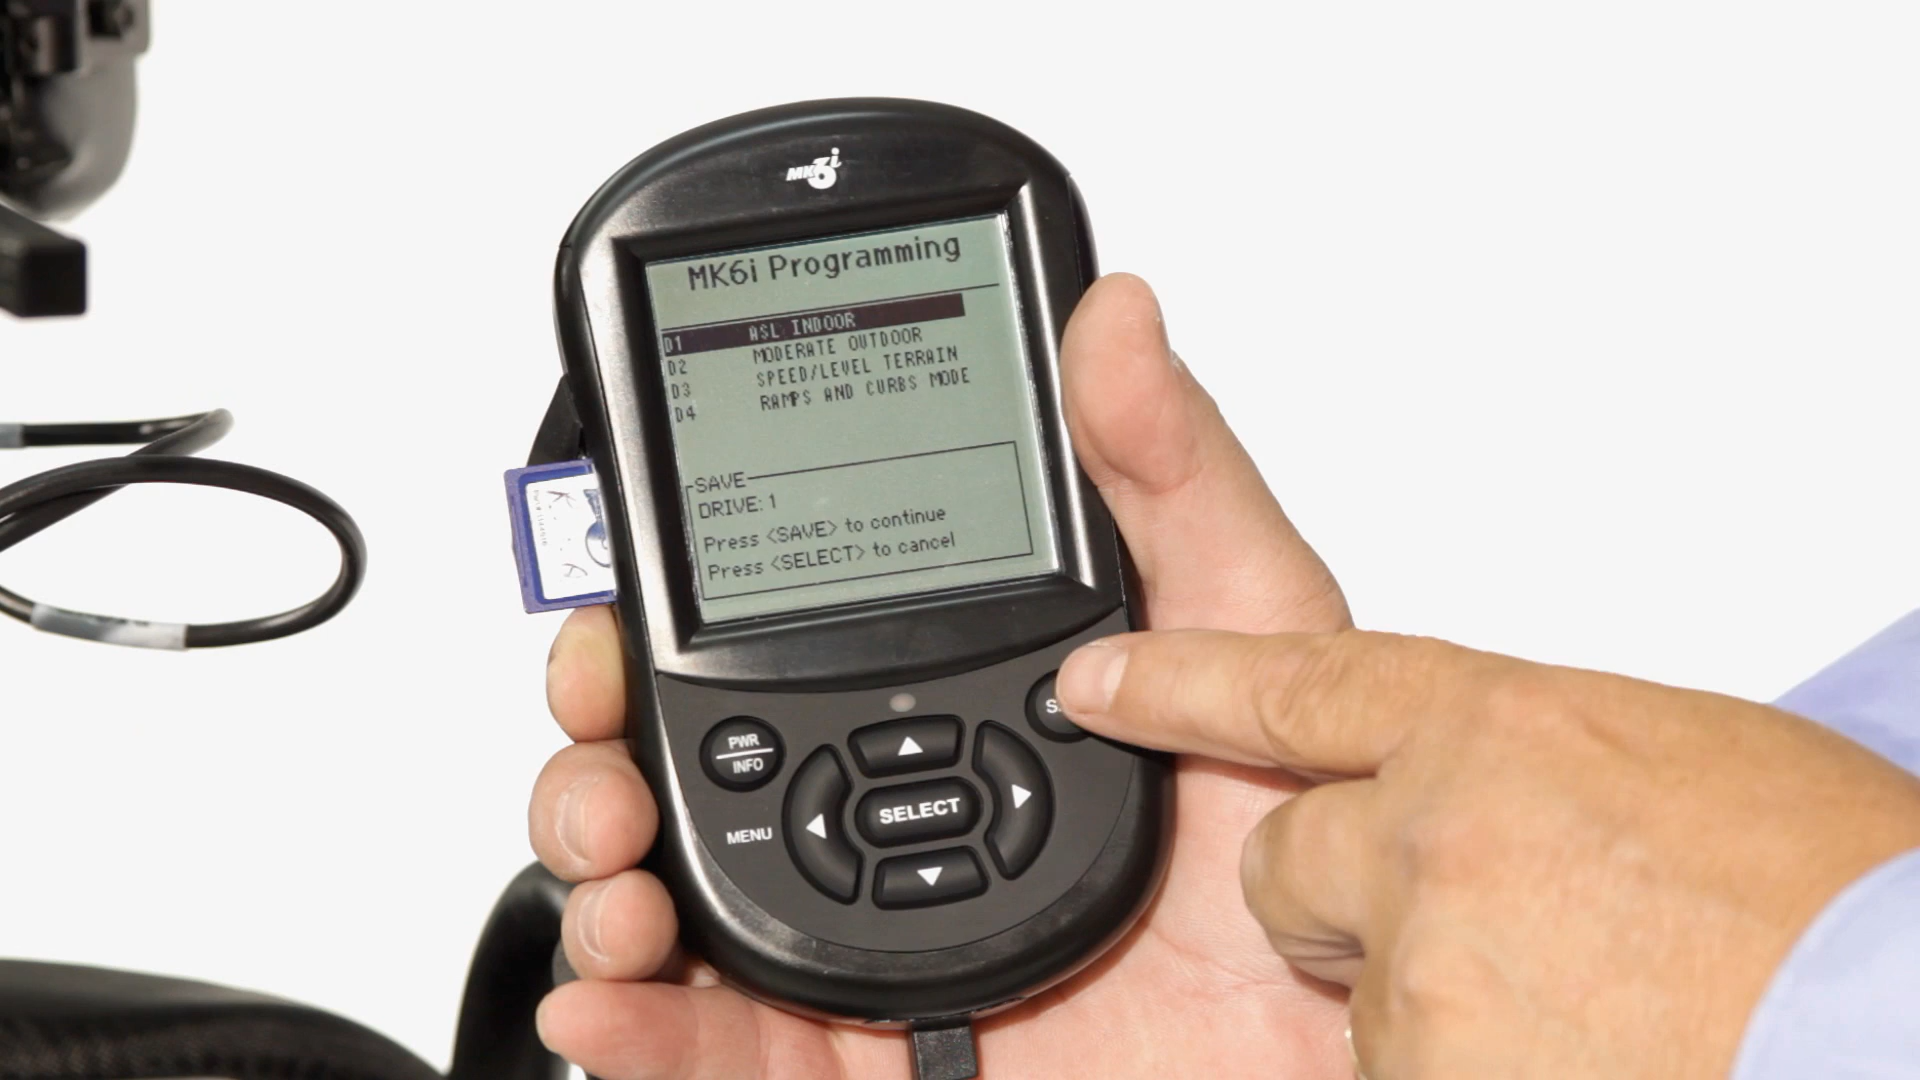 MK6i
MK6i Programming
D1 ASL INDOOR
D2 MODERATE OUTDOOR
D3 SPEED/LEVEL TERRAIN
D4 RAMPS AND CURBS MODE
SAVE
DRIVE: 1
Press <SAVE> to continue
Press <SELECT> to cancel
PWR
INFO
SELECT
MENU